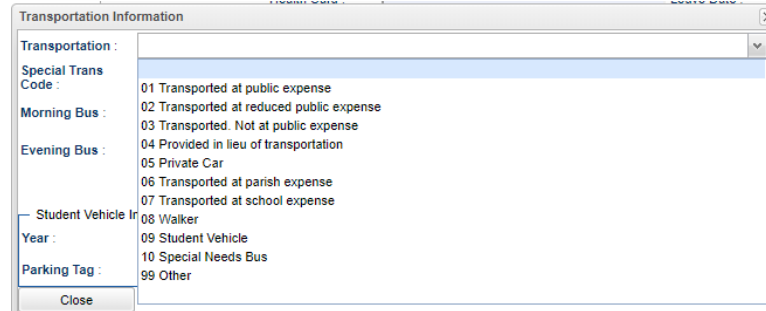 Transportation Information
Transportation :
Special Trans
Code :
01 Transported at public expense
02 Transported at reduced public expense
Morning Bus :
03 Transported. Not at public expense
04 Provided in lieu of transportation
Evening Bus :
05 Private Car
06 Transported at parish expense
07 Transported at school expense
Student Vehicle In
08 Walker
Year :
09 Student Vehicle
10 Special Needs Bus
Parking Tag :
99 Other
Close